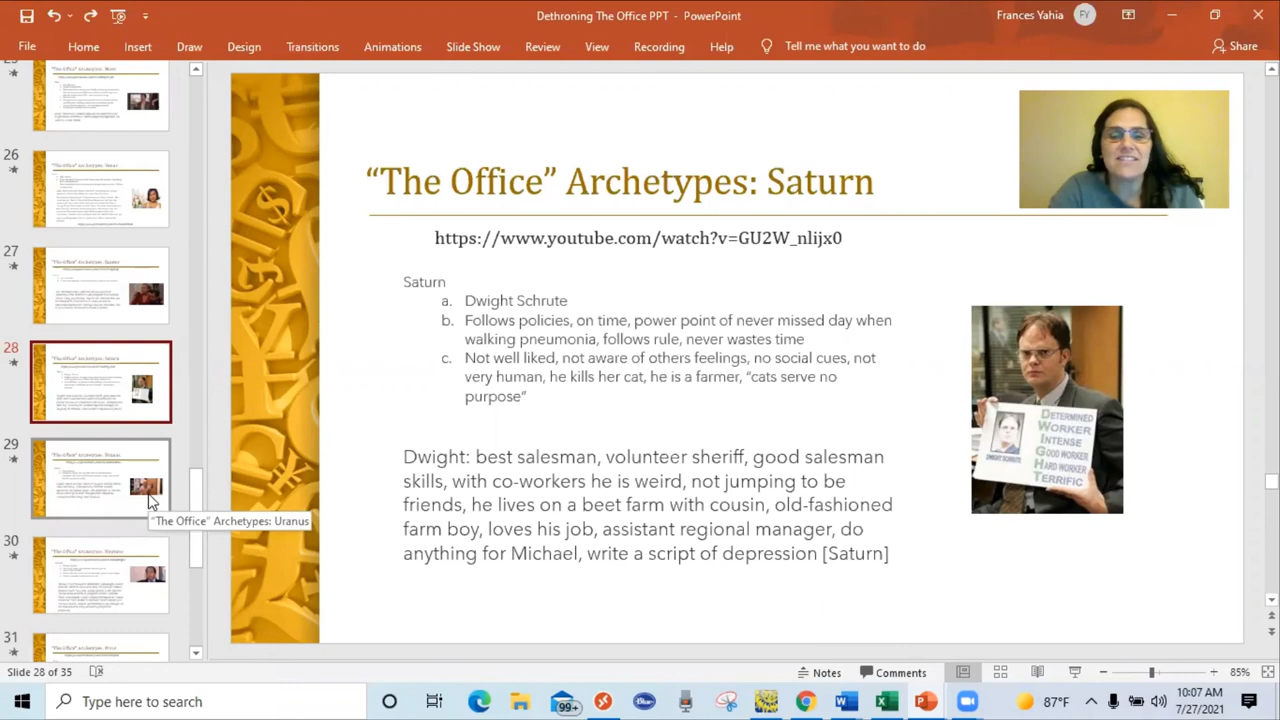 Dethroning The Office PPT - PowerPoint
Frances Yahia
FY
File Home Insert Draw Design Transitions Animations Slide Show Review View Recording Help Tell me what you want to do Share
26
27
28
29
30
31
"The Office" Archetypes: Uranus
"The Office" Archetypes: Saturn
https://www.youtube.com/watch?v=GU2W_nlijx0
Saturn
a. Dwight Schrute
b. Follows policies, on time, power point of never missed day when
walking pneumonia, follows rule, never wastes time
c. Not well liked, not aware of others feelings, no social cues, not
very human, he kills her cat, he is a farmer, “cats serve no
purpose”
Dwight: best salesman, volunteer sheriff, good salesman
skills, with co-workers he is weird, not jumping to be
friends, he lives on a beet farm with cousin, old-fashioned
farm boy, loves his job, assistant regional manager, do
anything for Michael, write a script of depression[Saturn]
DETERMINED
WORKER
INTENSE
GOOD WORKER
HARD WORKER
TERRIFIC
Slide 28 of 35
Notes
Comments
85%
Type here to search
99+
87°F
10:07 AM
7/27/2021